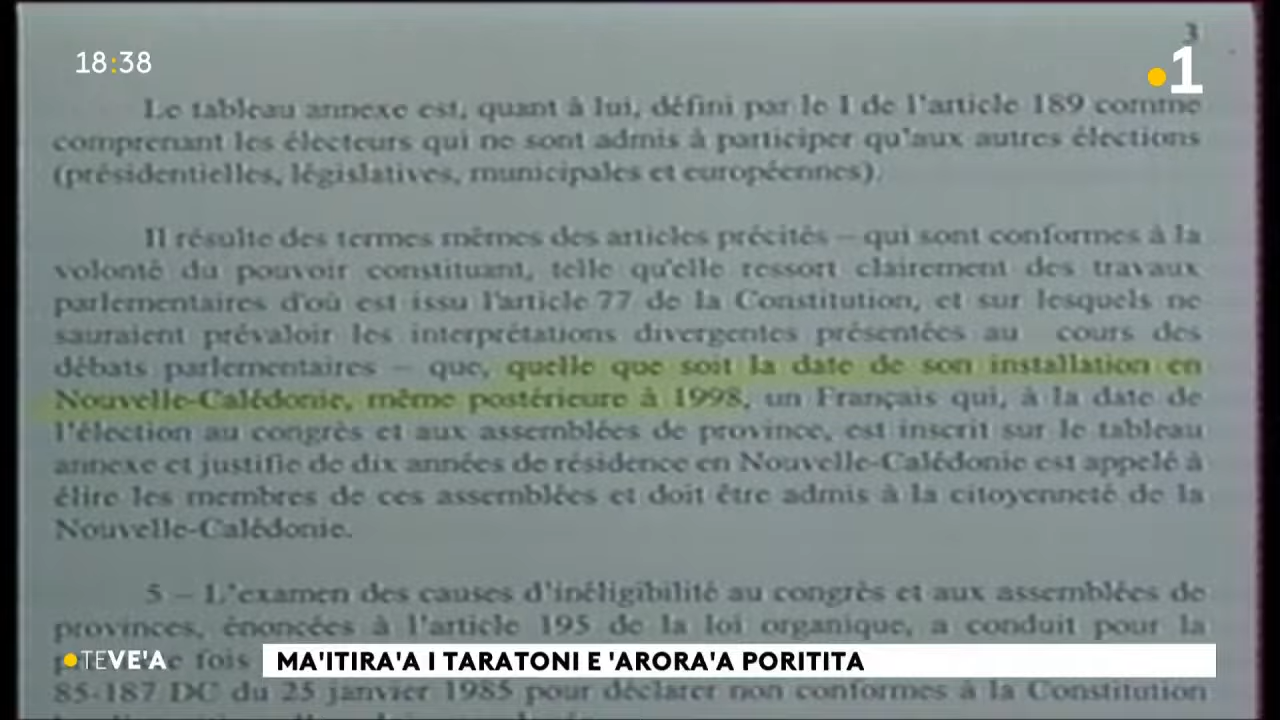 3
18:38
1
Le tableau annexe est, quant à lui, défini par le I de l'article 189 comme
comprenant les électeurs qui ne sont admis à participer qu'aux autres élections
(présidentielles, législatives, municipales et européennes).
Il résulte des termes mêmes des articles précités – qui sont conformes à la
volonté du pouvoir constituant, telle qu'elle ressort clairement des travaux
parlementaires d'où est issu l'article 77 de la Constitution, et sur lesquels ne
sauraient prévaloir les interprétations divergentes présentées au cours des
débats parlementaires – que, quelle que soit la date de son installation en
Nouvelle-Calédonie, même postérieure à 1998, un Français qui, à la date de
l'élection au congrès et aux assemblées de province, est inscrit sur le tableau
annexe et justifie de dix années de résidence en Nouvelle-Calédonie est appelé à
élire les membres de ces assemblées et doit être admis à la citoyenneté de la
Nouvelle-Calédonie.
5 – L'examen des causes d'inéligibilité au congrès et aux assemblées de
provinces, énoncées à l'article 195 de la loi organique, a conduit pour la
fois
TEVE'A
MA'ITIRA'A I TARATONI E 'ARORA'A PORITITA
85-187 DC du 25 janvier 1985 pour déclarer non conformes à la Constitution